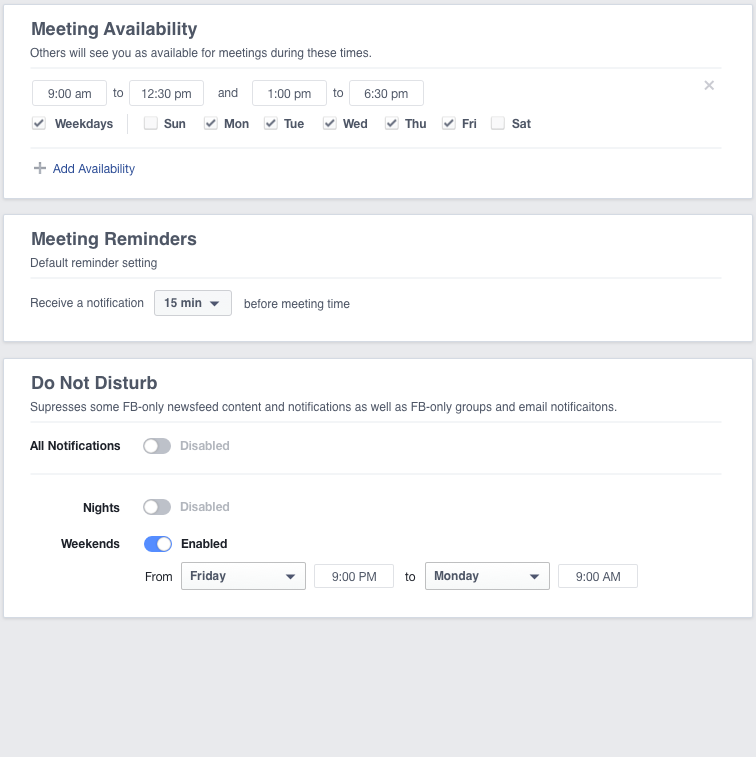 Meeting Availability
Others will see you as available for meetings during these times.
9:00 am to 12:30 pm and 1:00 pm to 6:30 pm
Weekdays Sun Mon Tue Wed Thu Fri Sat
Add Availability
Meeting Reminders
Default reminder setting
Receive a notification 15 min before meeting time
Do Not Disturb
Supresses some FB-only newsfeed content and notifications as well as FB-only groups and email notificaitons.
All Notifications Disabled
Nights Disabled
Weekends Enabled
From Friday 9:00 PM to Monday 9:00 AM